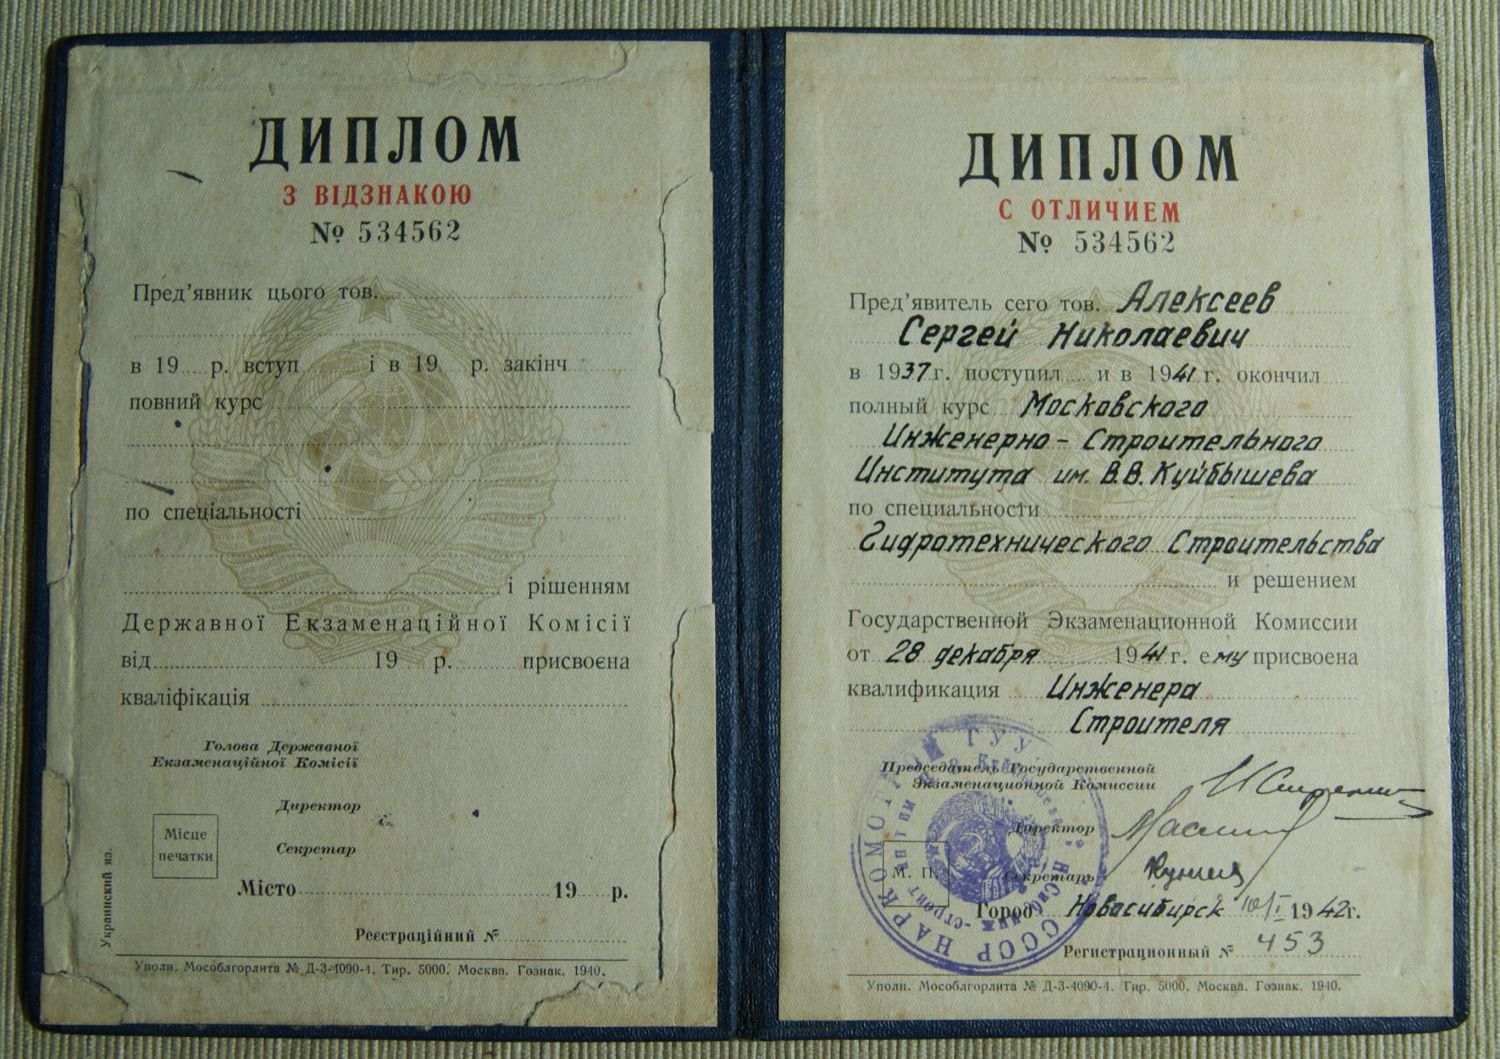 ДИПЛОМ
З ВІДЗНАКОЮ
№ 534562
Пред'явник цього тов.
в 19 р. вступ і в 19 р. закінч
повний курс
по спеціальності
і рішенням
Державної Екзаменаційної Комісії
від 19 р. присвоєна
кваліфікація
Голова Державної
Екзаменаційної Комісії
Директор
Місце
печатки
Секретар
Місто 19 р.
Реєстраційний №
Украинский яз.
Уполн. Мособлгорлита № Д-3-4090-4. Тир. 5000. Москва. Гознак. 1940.
ДИПЛОМ
С ОТЛИЧИЕМ
№ 534562
Пред'явитель сего тов. Алексеев
Сергей Николаевич
в 1937 г. поступил и в 1941 г. окончил
полный курс Московского
Инженерно-Строительного
Института им. В.В.Куйбышева
по специальности
Гидротехнического Строительства
и решением
Государственной Экзаменационной Комиссии
от 28 декабря 1941 г. ему присвоена
квалификация Инженера
Строителя
Председатель Государственной
Экзаменационной Комиссии
Директор
М. П.
Секретарь
Город Новосибирск 10/I 1942 г.
Регистрационный № 453
Уполн. Мособлгорлита № Д-3-4090-4. Тир. 5000. Москва. Гознак. 1940.
СССР НАРКОМОТРОЙ ГУУ